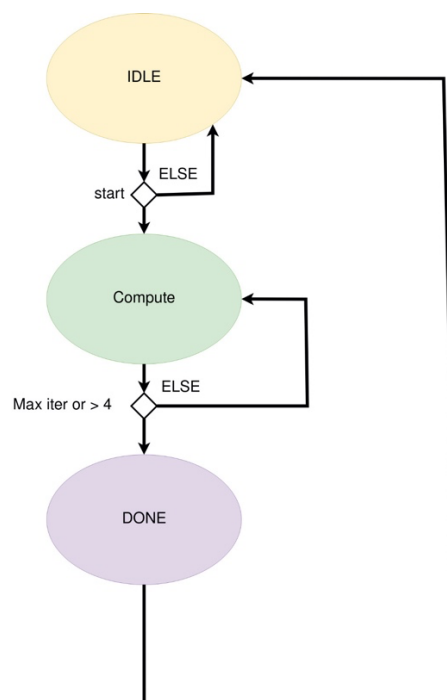 IDLE
ELSE
start
Compute
ELSE
Max iter or > 4
DONE